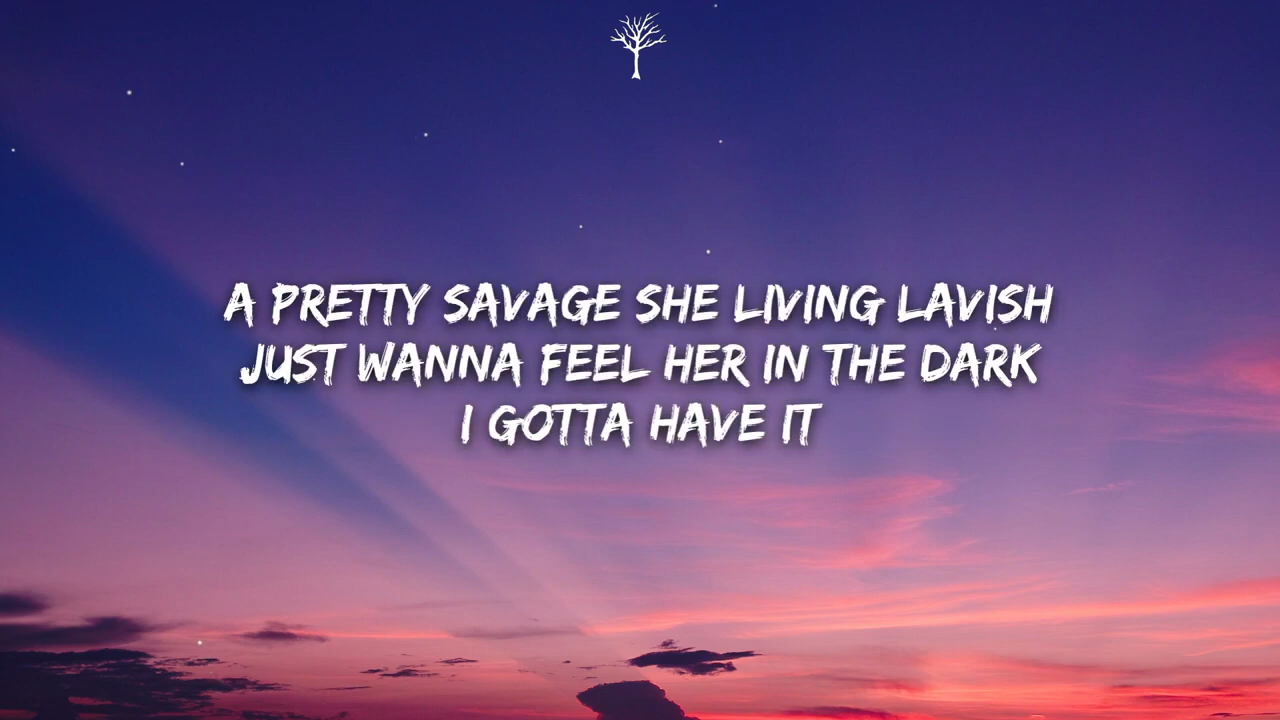 A PRETTY SAVAGE SHE LIVING LAVISH
JUST WANNA FEEL HER IN THE DARK
I GOTTA HAVE IT